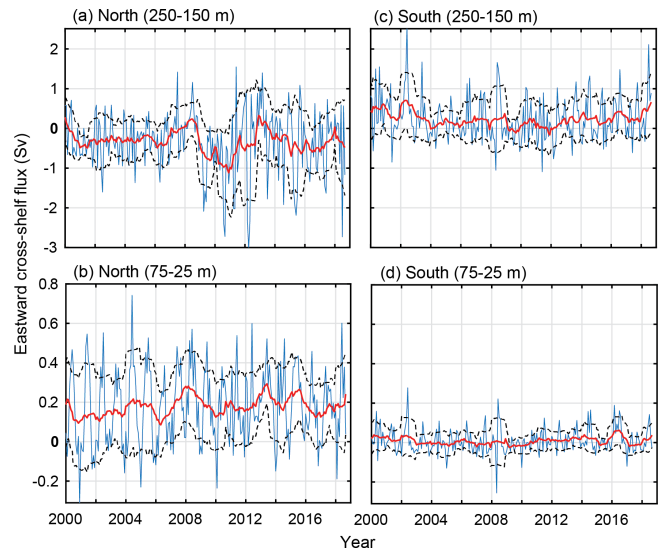 (a) North (250-150 m)
(c) South (250-150 m)
2
1
0
-1
-2
-3
Eastward cross-shelf flux (Sv)
(b) North (75-25 m)
(d) South (75-25 m)
0.8
0.6
0.4
0.2
0
-0.2
2000 2004 2008 2012 2016
2000 2004 2008 2012 2016
Year